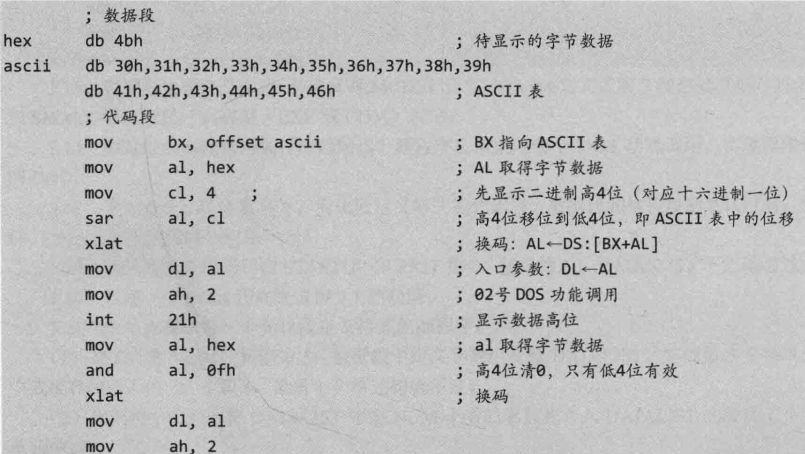 ; 数据段
hex db 4bh ; 待显示的字节数据
ascii db 30h,31h,32h,33h,34h,35h,36h,37h,38h,39h
db 41h,42h,43h,44h,45h,46h ; ASCII 表
; 代码段
mov bx, offset ascii ; BX 指向 ASCII 表
mov al, hex ; AL 取得字节数据
mov cl, 4 ; ; 先显示二进制高4位（对应十六进制一位）
sar al, cl ; 高4位移位到低4位，即 ASCII 表中的位移
xlat ; 换码：AL←DS:[BX+AL]
mov dl, al ; 入口参数：DL←AL
mov ah, 2 ; 02号 DOS 功能调用
int 21h ; 显示数据高位
mov al, hex ; al 取得字节数据
and al, 0fh ; 高4位清0，只有低4位有效
xlat ; 换码
mov dl, al
mov ah, 2